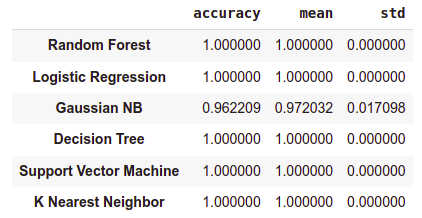 accuracy mean std
Random Forest 1.000000 1.000000 0.000000
Logistic Regression 1.000000 1.000000 0.000000
Gaussian NB 0.962209 0.972032 0.017098
Decision Tree 1.000000 1.000000 0.000000
Support Vector Machine 1.000000 1.000000 0.000000
K Nearest Neighbor 1.000000 1.000000 0.000000